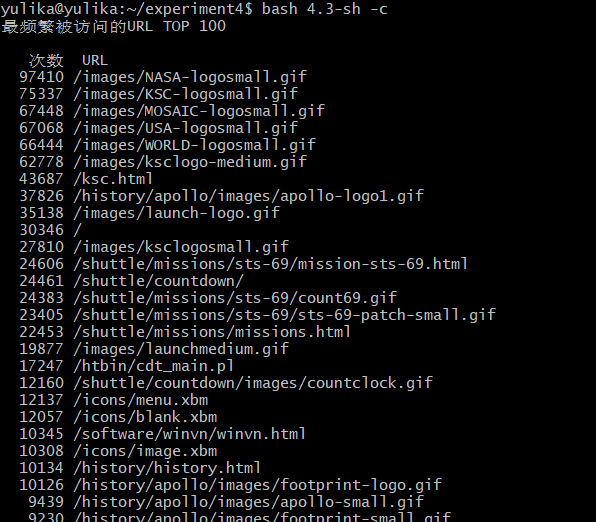 yulika@yulika:~/experiment4$ bash 4.3-sh -c
最频繁被访问的URL TOP 100
次数 URL
97410 /images/NASA-logosmall.gif
75337 /images/KSC-logosmall.gif
67448 /images/MOSAIC-logosmall.gif
67068 /images/USA-logosmall.gif
66444 /images/WORLD-logosmall.gif
62778 /images/ksclogo-medium.gif
43687 /ksc.html
37826 /history/apollo/images/apollo-logo1.gif
35138 /images/launch-logo.gif
30346 /
27810 /images/ksclogosmall.gif
24606 /shuttle/missions/sts-69/mission-sts-69.html
24461 /shuttle/countdown/
24383 /shuttle/missions/sts-69/count69.gif
23405 /shuttle/missions/sts-69/sts-69-patch-small.gif
22453 /shuttle/missions/missions.html
19877 /images/launchmedium.gif
17247 /htbin/cdt_main.pl
12160 /shuttle/countdown/images/countclock.gif
12137 /icons/menu.xbm
12057 /icons/blank.xbm
10345 /software/winvn/winvn.html
10308 /icons/image.xbm
10134 /history/history.html
10126 /history/apollo/images/footprint-logo.gif
9439 /history/apollo/images/apollo-small.gif
9230 /history/apollo/images/footprint-small.gif